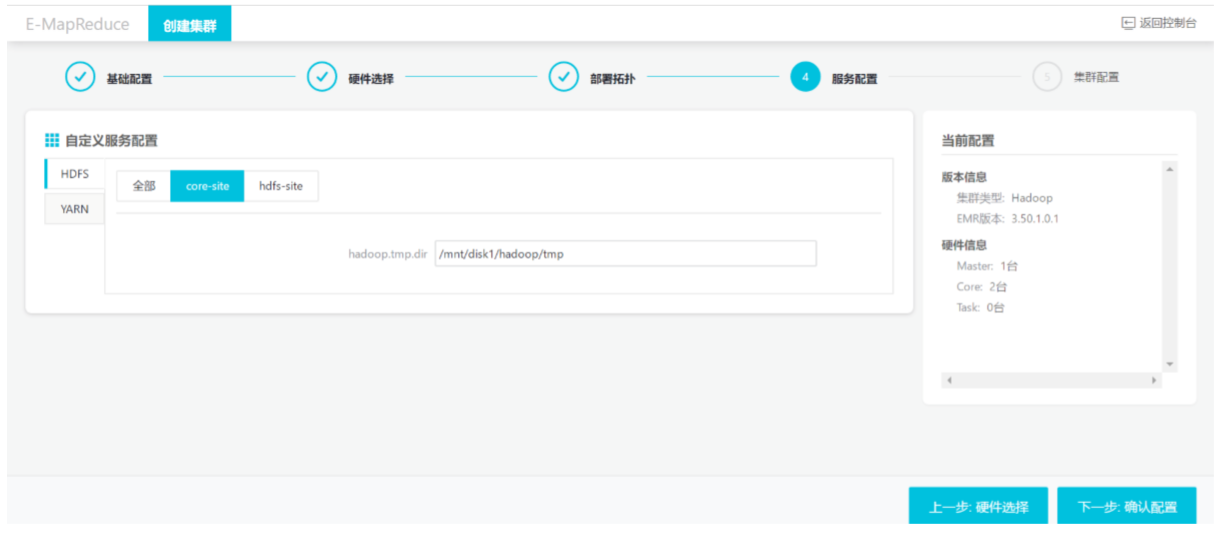 E-MapReduce 创建集群 返回控制台
基础配置 硬件选择 部署拓扑 4 服务配置 5 集群配置
自定义服务配置
HDFS
YARN
全部 core-site hdfs-site
hadoop.tmp.dir /mnt/disk1/hadoop/tmp
当前配置
版本信息
集群类型: Hadoop
EMR版本: 3.50.1.0.1
硬件信息
Master: 1台
Core: 2台
Task: 0台
上一步: 硬件选择 下一步: 确认配置